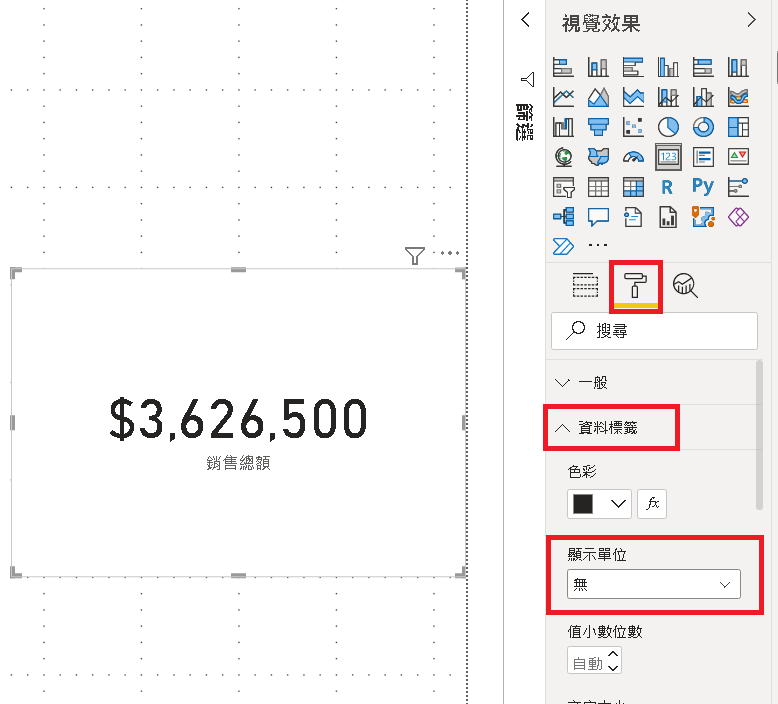 視覺效果
篩選
123
R
Py
搜尋
一般
資料標籤
$3,626,500
銷售總額
色彩
fx
顯示單位
無
值小數位數
自動